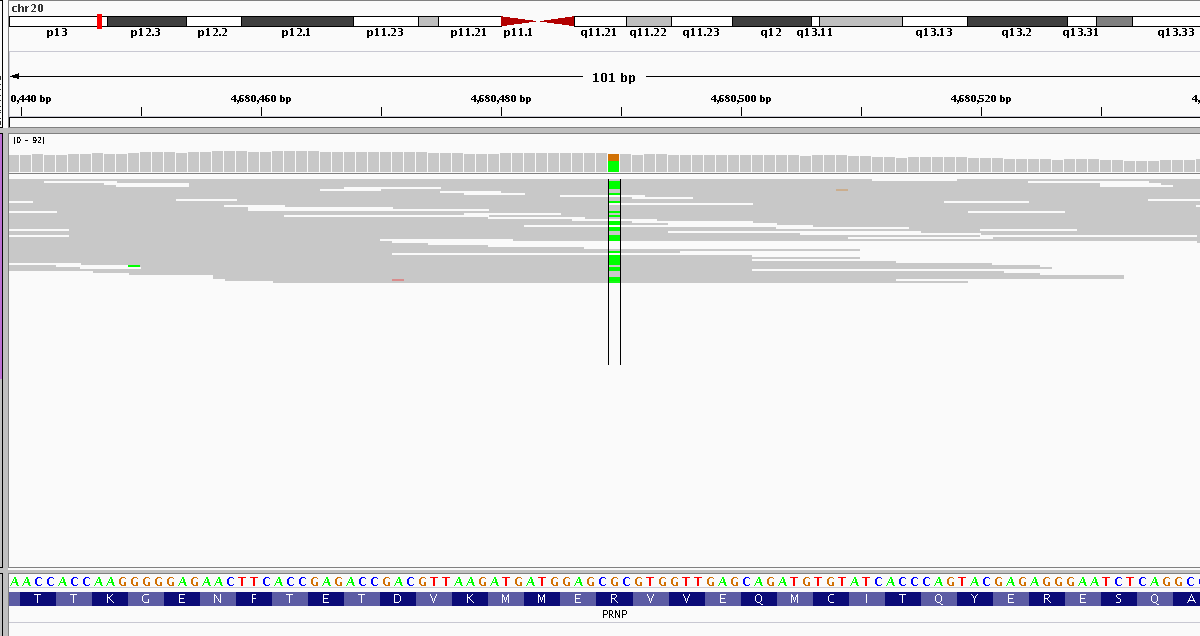 chr20
p13 p12.3 p12.2 p12.1 p11.23 p11.21 p11.1 q11.21 q11.22 q11.23 q12 q13.11 q13.13 q13.2 q13.31 q13.33
101 bp
0,440 bp 4,680,460 bp 4,680,480 bp 4,680,500 bp 4,680,520 bp 4,
[0 - 92]
AACCACCAAGGGGGAGAACTTCACCGAGACCGACGTTAAGATGATGGAGCGCGTGGTTGAGCAGATGTGTATCACCCAGTACGAGAGGGAATCTCAGGC
T T K G E N F T E T D V K M M E R V V E Q M C I T Q Y E R E S Q A
PRNP